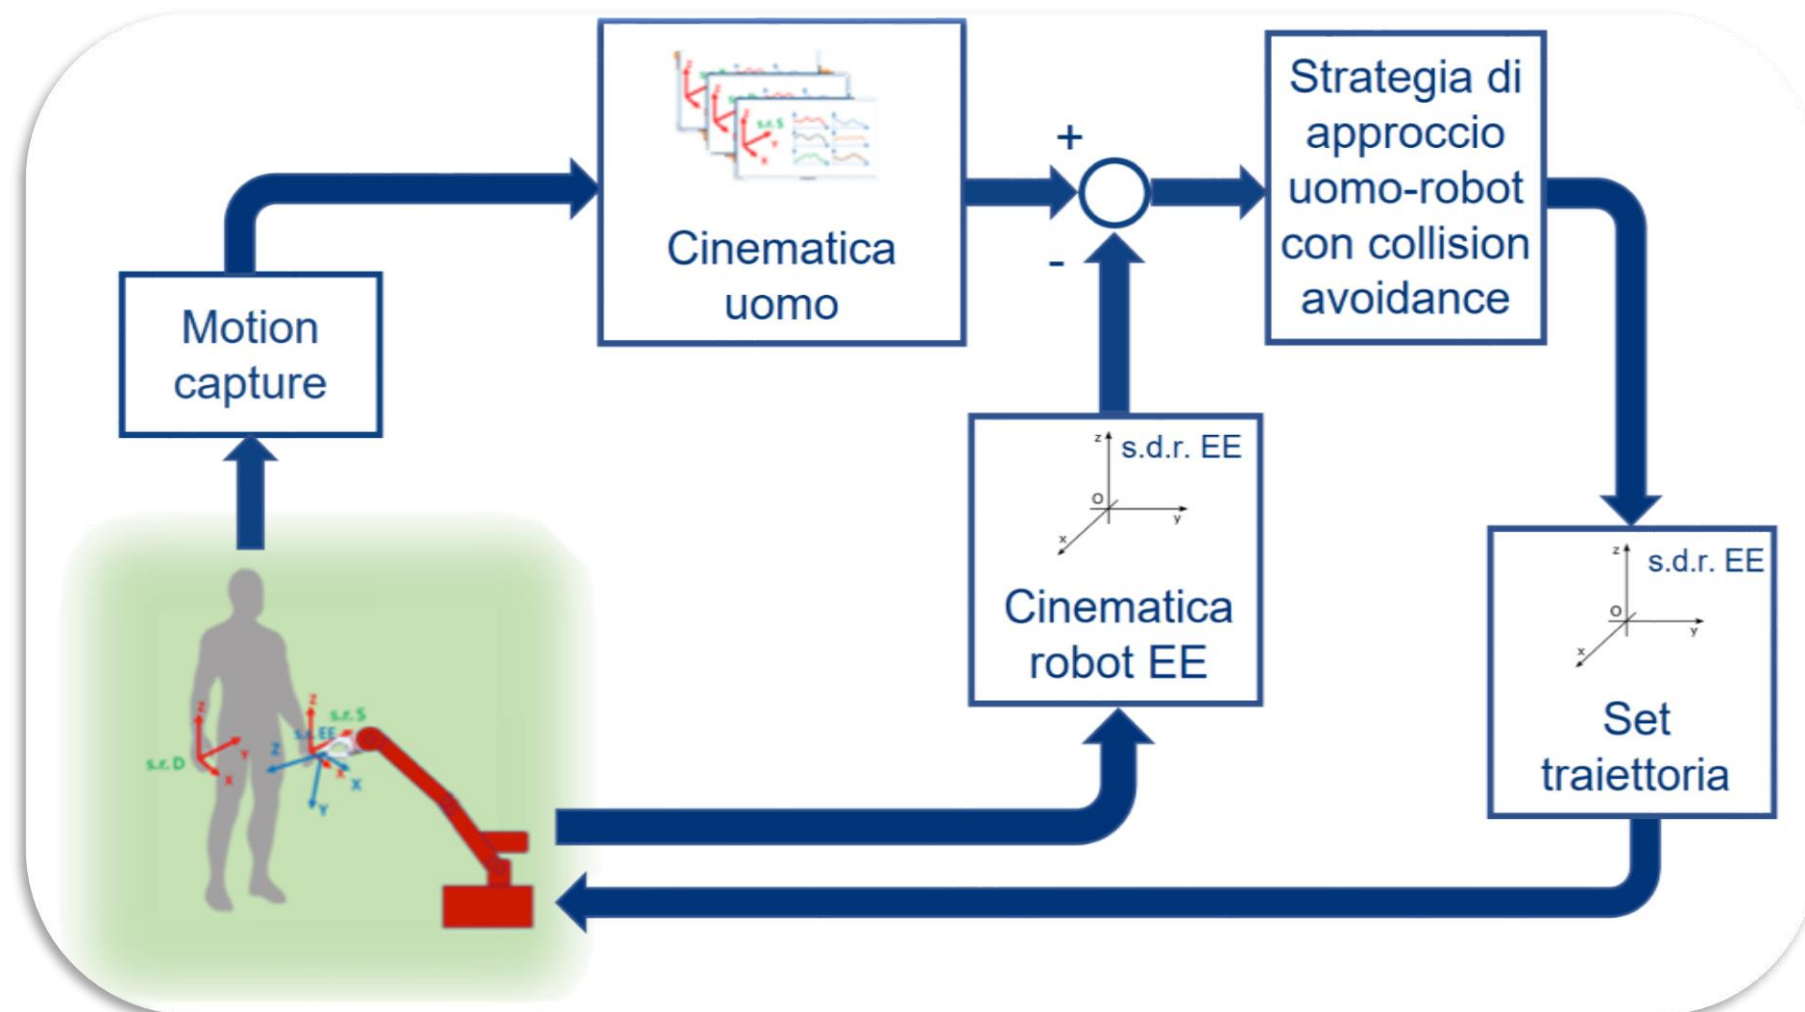 Motion
capture
s.r. S
Cinematica
uomo
+
-
Strategia di
approccio
uomo-robot
con collision
avoidance
z
s.d.r. EE
O
y
x
Cinematica
robot EE
z
s.d.r. EE
O
y
x
Set
traiettoria
z
s.r. D
Y
X
z
s.r. S
s.r. EE
Z
X
X
Y